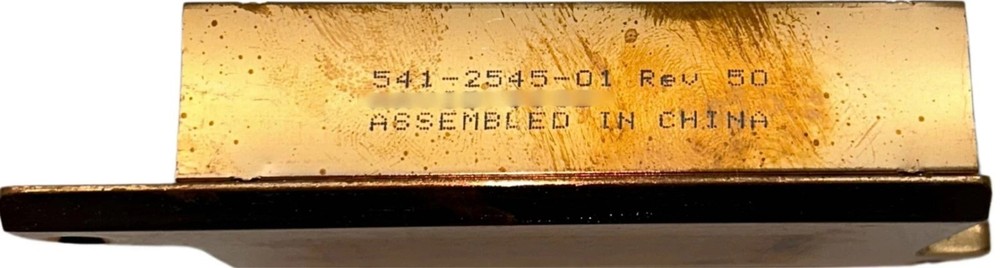 541-2545-01 Rev 50
ASSEMBLED IN CHINA